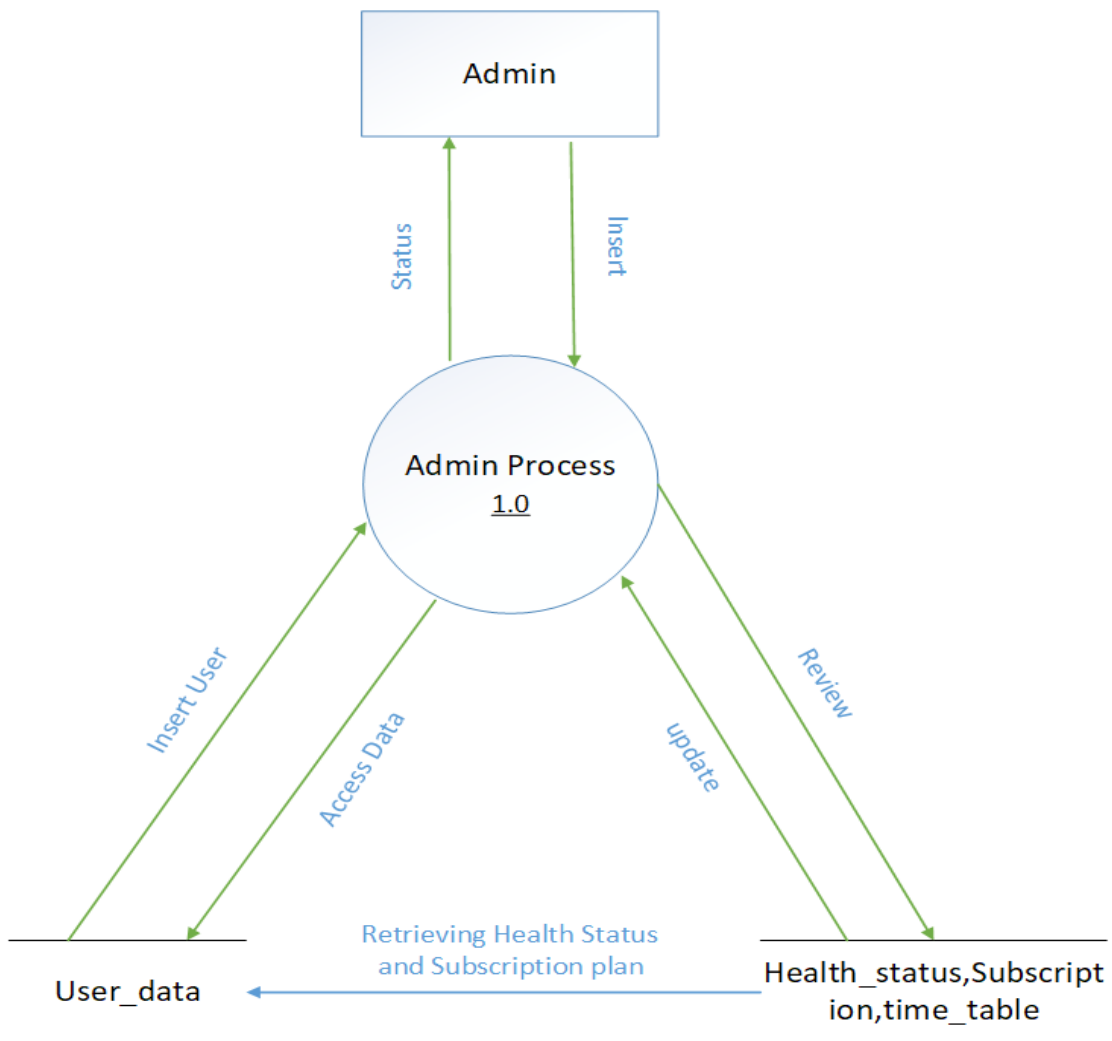 Admin
Status
Insert
Admin Process
1.0
Insert User
Access Data
update
Review
Retrieving Health Status
and Subscription plan
User_data
Health_status,Subscript
ion,time_table